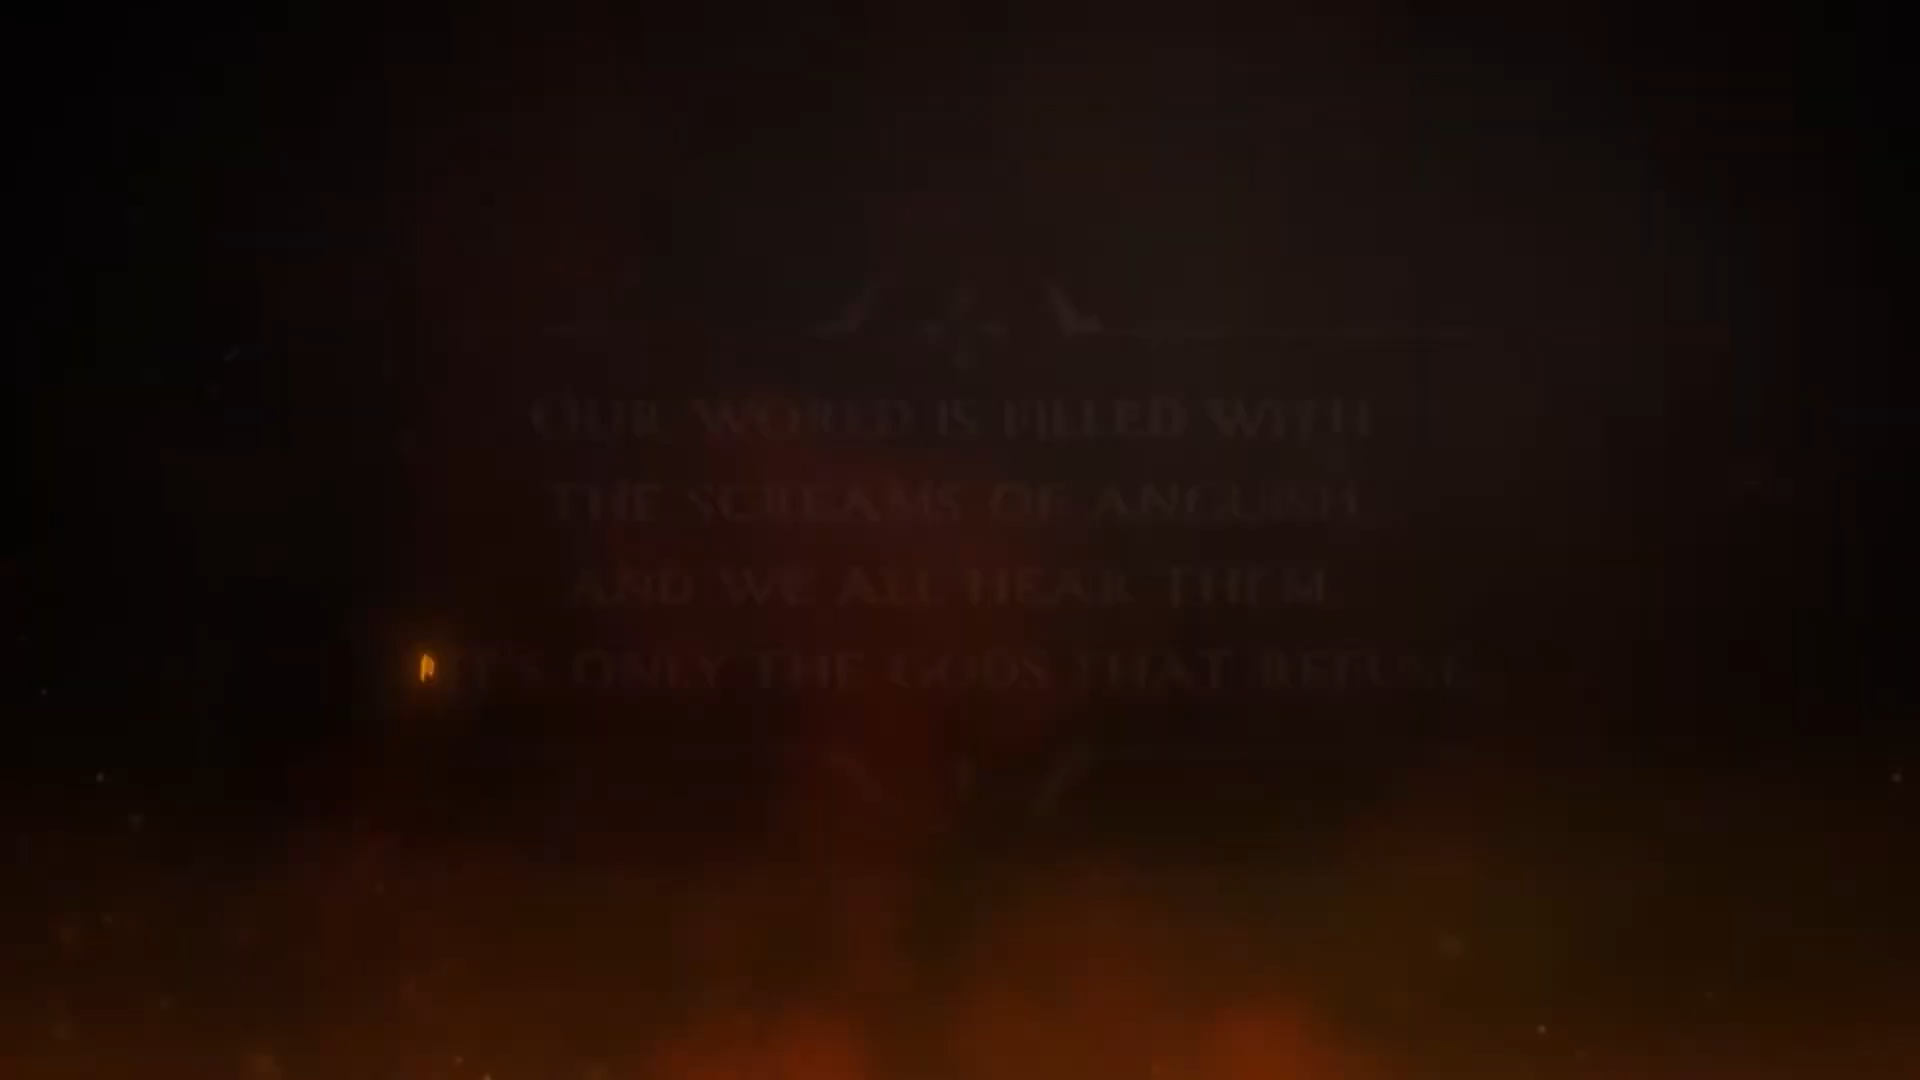 OUR WORLD IS FILLED WITH
THE SCREAMS OF ANGUISH
AND WE ALL HEAR THEM
IT'S ONLY THE GODS THAT REFUSE